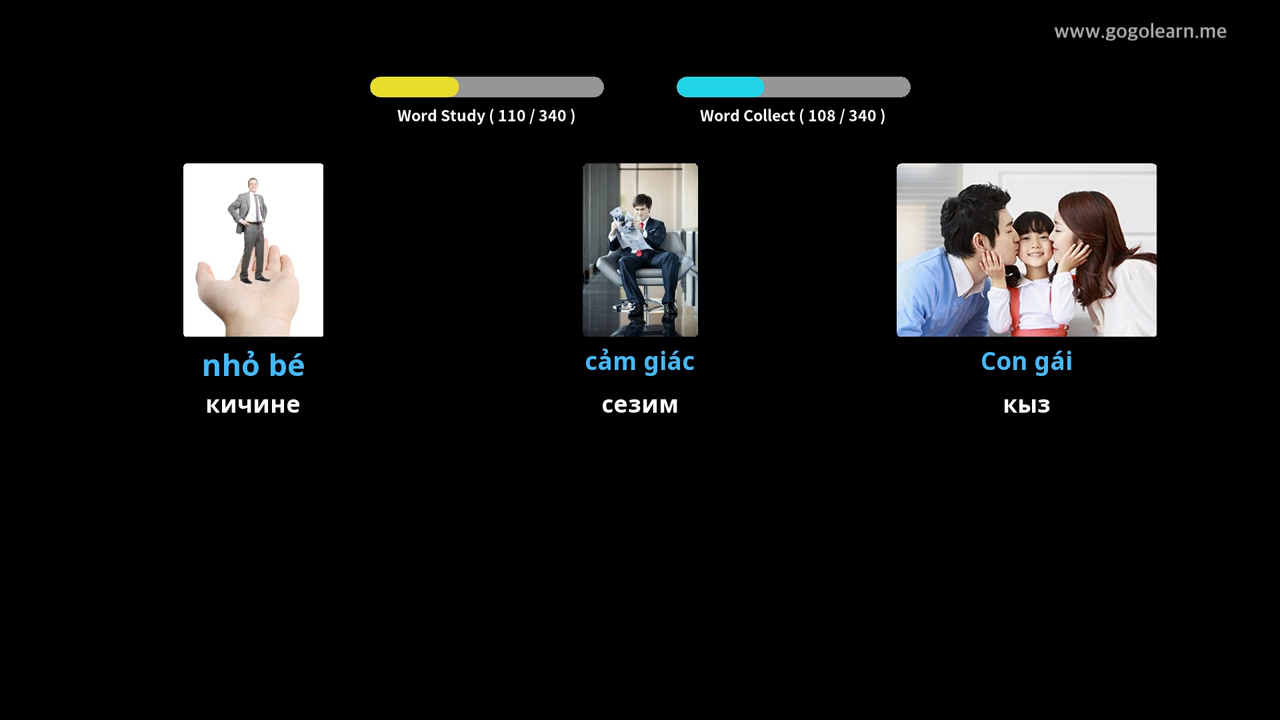 www.gogolearn.me
Word Study ( 110 / 340 )
Word Collect ( 108 / 340 )
nhỏ bé
кичине
cảm giác
сезим
Con gái
кыз